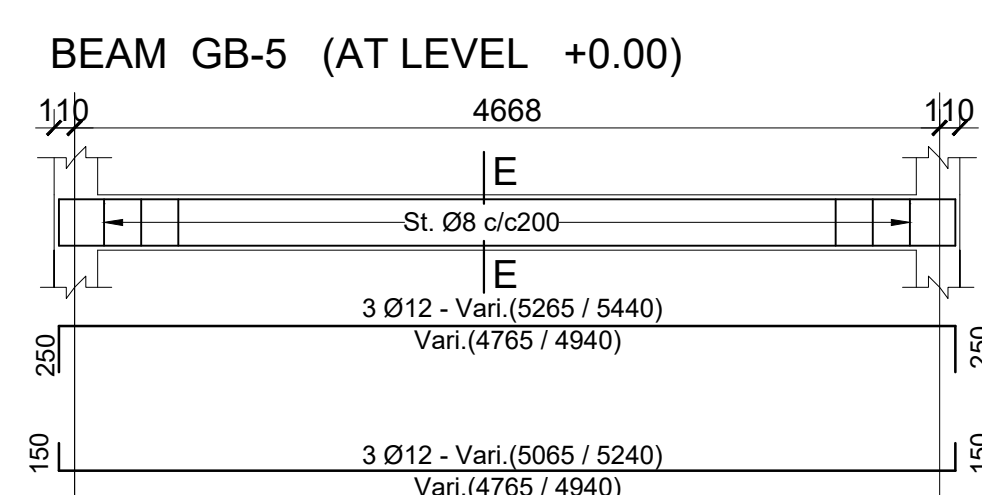 BEAM GB-5 (AT LEVEL +0.00)
110 4668 110
E
St. Ø8 c/c200
E
3 Ø12 - Vari.(5265 / 5440)
250 Vari.(4765 / 4940) 250
150 3 Ø12 - Vari.(5065 / 5240) 150
Vari.(4765 / 4940)